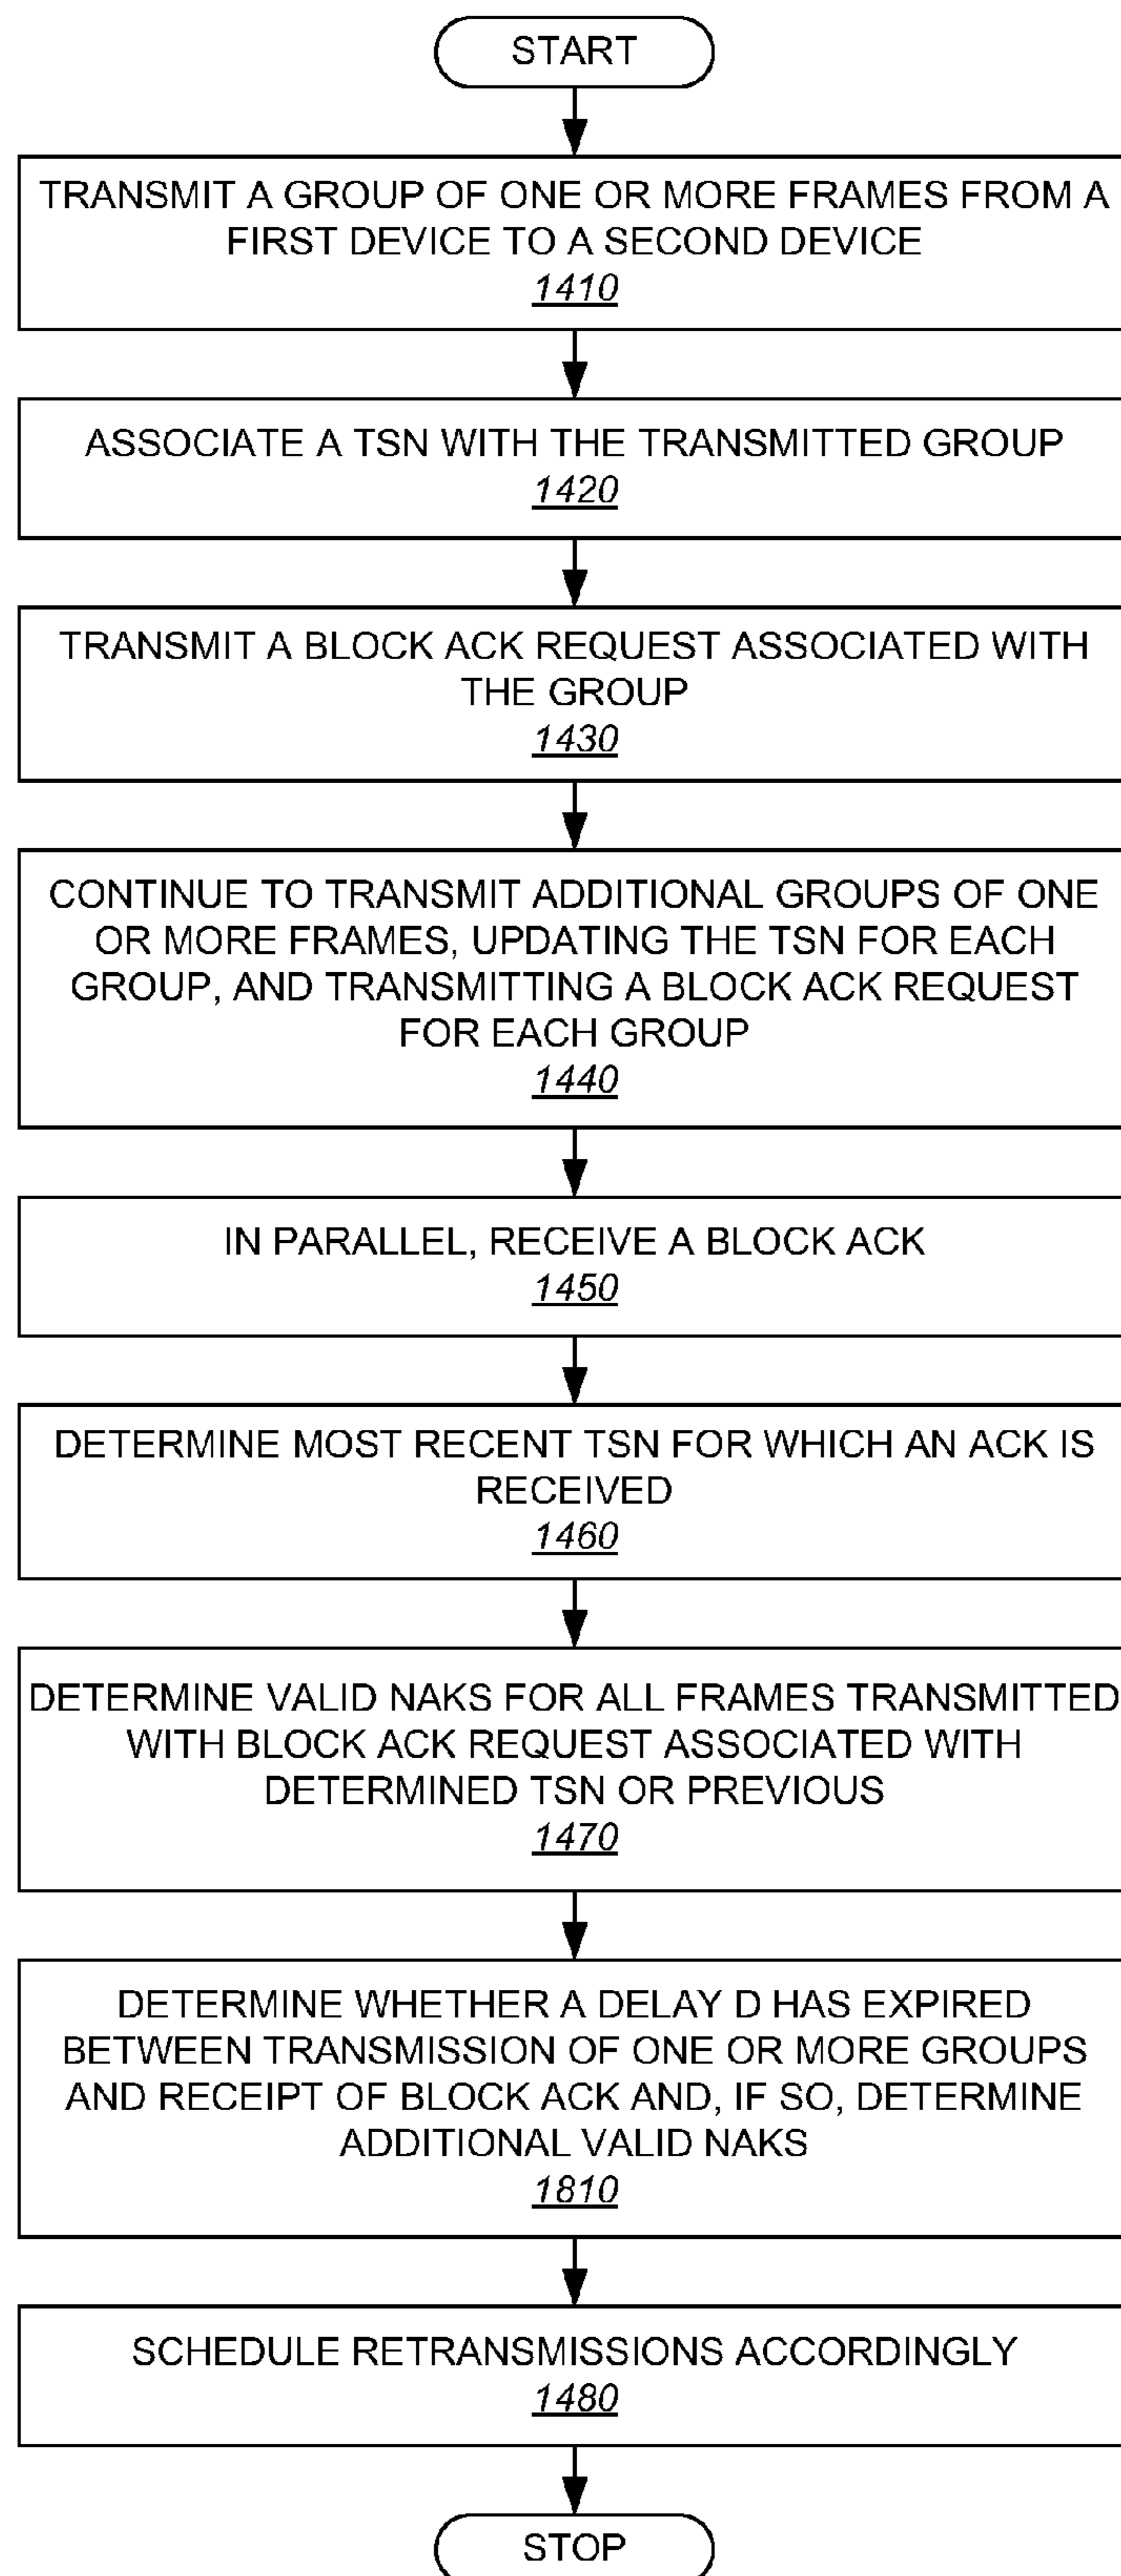 START
TRANSMIT A GROUP OF ONE OR MORE FRAMES FROM A
FIRST DEVICE TO A SECOND DEVICE
1410
ASSOCIATE A TSN WITH THE TRANSMITTED GROUP
1420
TRANSMIT A BLOCK ACK REQUEST ASSOCIATED WITH
THE GROUP
1430
CONTINUE TO TRANSMIT ADDITIONAL GROUPS OF ONE
OR MORE FRAMES, UPDATING THE TSN FOR EACH
GROUP, AND TRANSMITTING A BLOCK ACK REQUEST
FOR EACH GROUP
1440
IN PARALLEL, RECEIVE A BLOCK ACK
1450
DETERMINE MOST RECENT TSN FOR WHICH AN ACK IS
RECEIVED
1460
DETERMINE VALID NAKS FOR ALL FRAMES TRANSMITTED
WITH BLOCK ACK REQUEST ASSOCIATED WITH
DETERMINED TSN OR PREVIOUS
1470
DETERMINE WHETHER A DELAY D HAS EXPIRED
BETWEEN TRANSMISSION OF ONE OR MORE GROUPS
AND RECEIPT OF BLOCK ACK AND, IF SO, DETERMINE
ADDITIONAL VALID NAKS
1810
SCHEDULE RETRANSMISSIONS ACCORDINGLY
1480
STOP